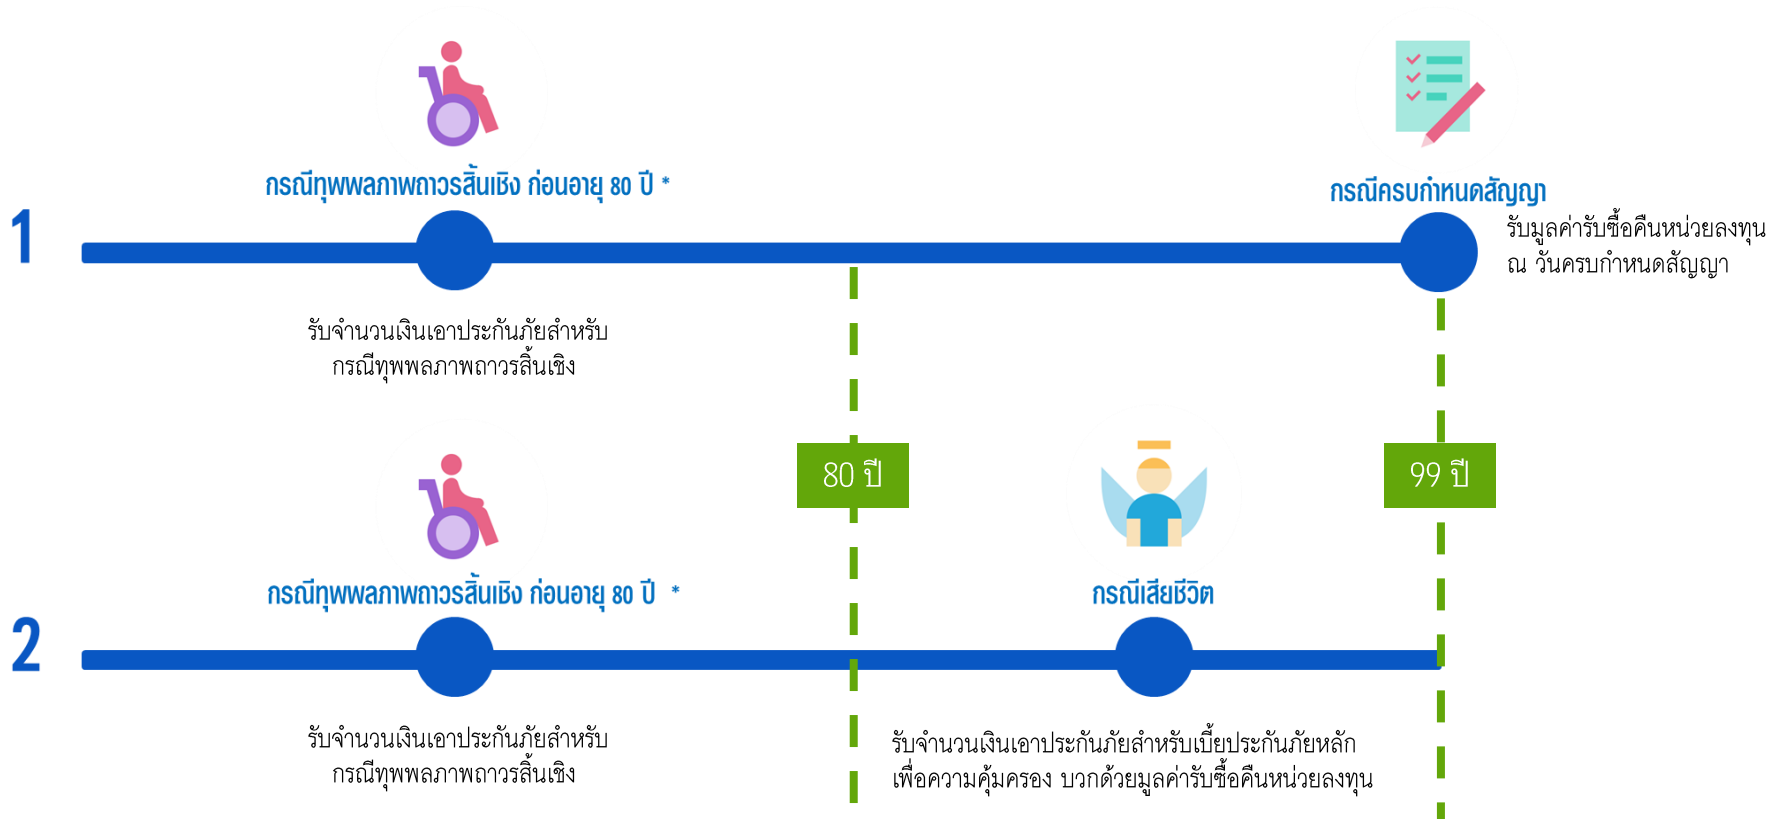 กรณีทุพพลภาพถาวรสิ้นเชิง ก่อนอายุ 80 ปี *
กรณีครบกำหนดสัญญา
1
รับมูลค่ารับซื้อคืนหน่วยลงทุน
ณ วันครบกำหนดสัญญา
รับจำนวนเงินเอาประกันภัยสำหรับ
กรณีทุพพลภาพถาวรสิ้นเชิง
80 ปี
99 ปี
กรณีทุพพลภาพถาวรสิ้นเชิง ก่อนอายุ 80 ปี *
กรณีเสียชีวิต
2
รับจำนวนเงินเอาประกันภัยสำหรับ
กรณีทุพพลภาพถาวรสิ้นเชิง
รับจำนวนเงินเอาประกันภัยสำหรับเบี้ยประกันภัยหลัก
เพื่อความคุ้มครอง บวกด้วยมูลค่ารับซื้อคืนหน่วยลงทุน